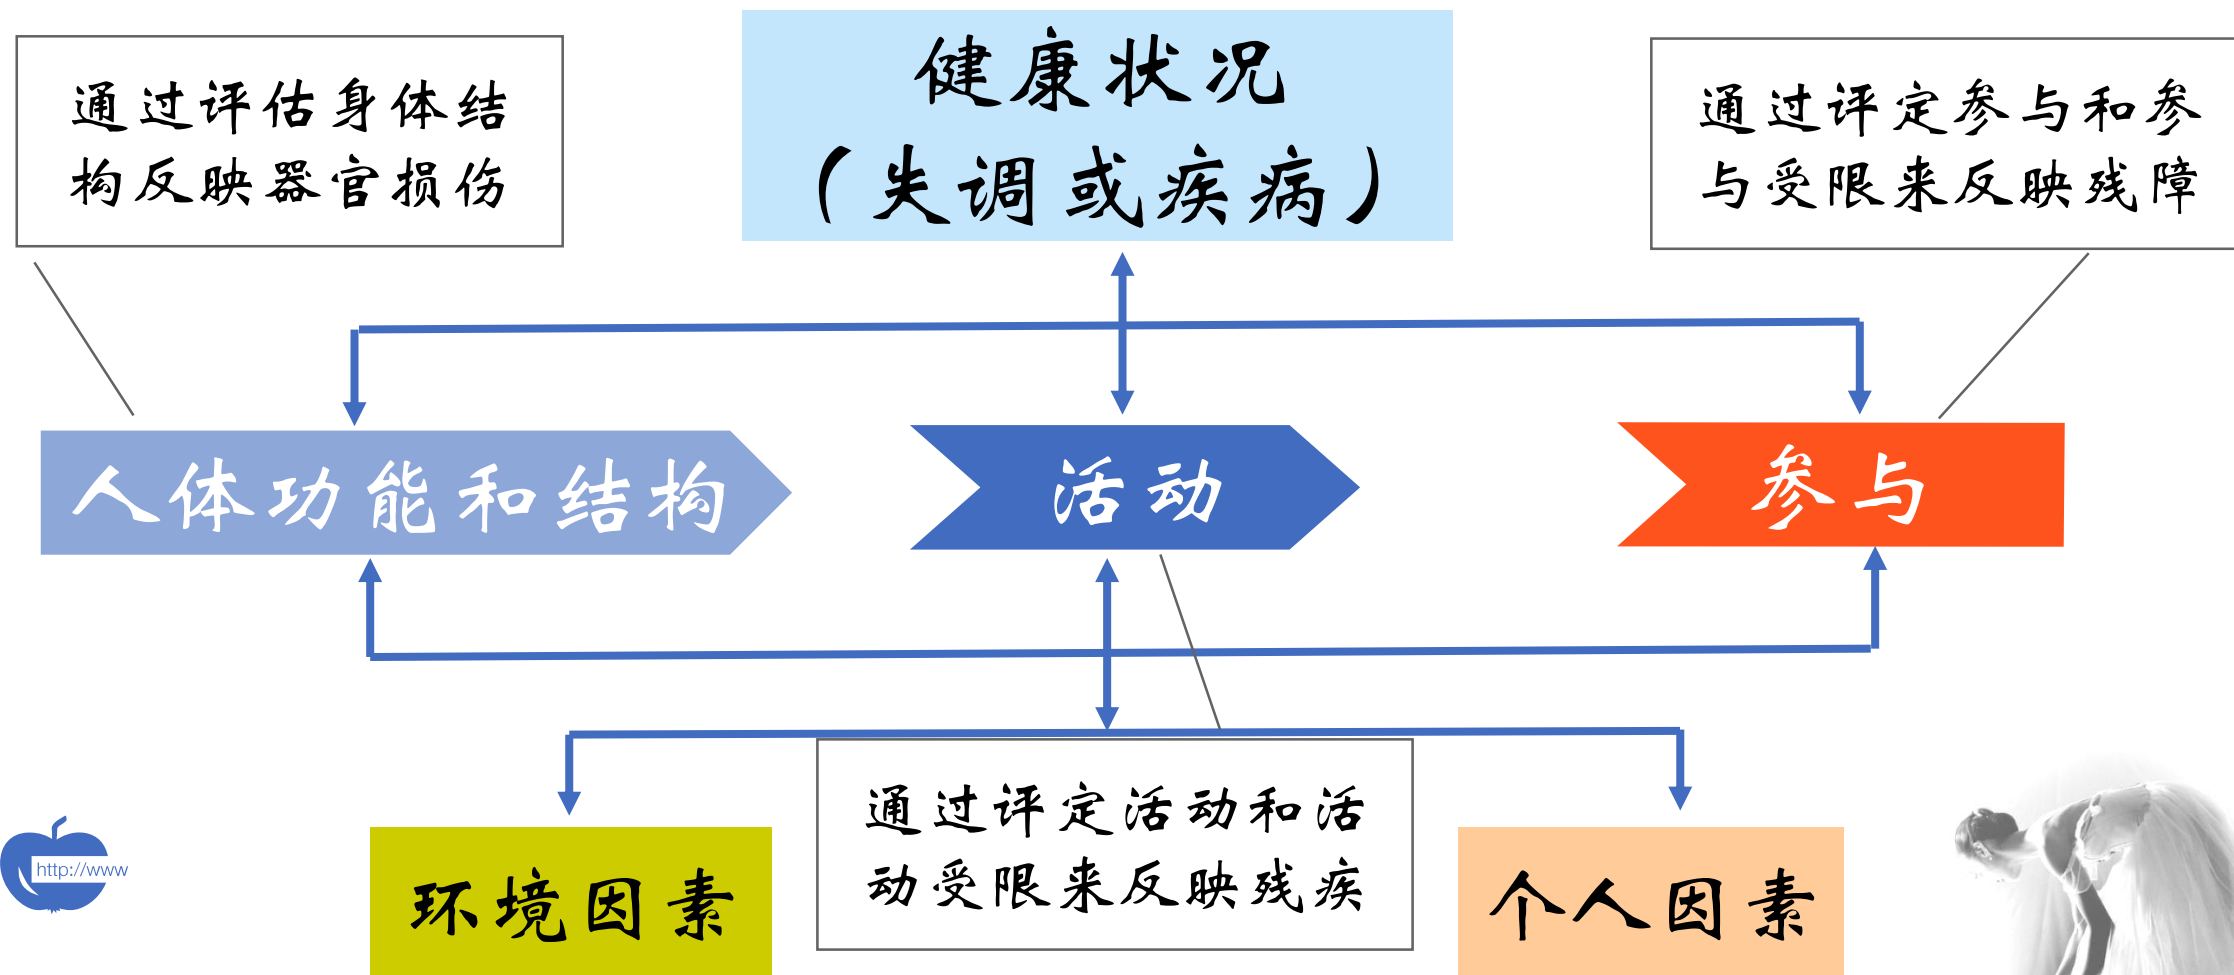 健康状况
（失调或疾病）
通过评估身体结
构反映器官损伤
通过评定参与和参
与受限来反映残障
人体功能和结构
活动
参与
通过评定活动和活
动受限来反映残疾
环境因素
个人因素
http://www